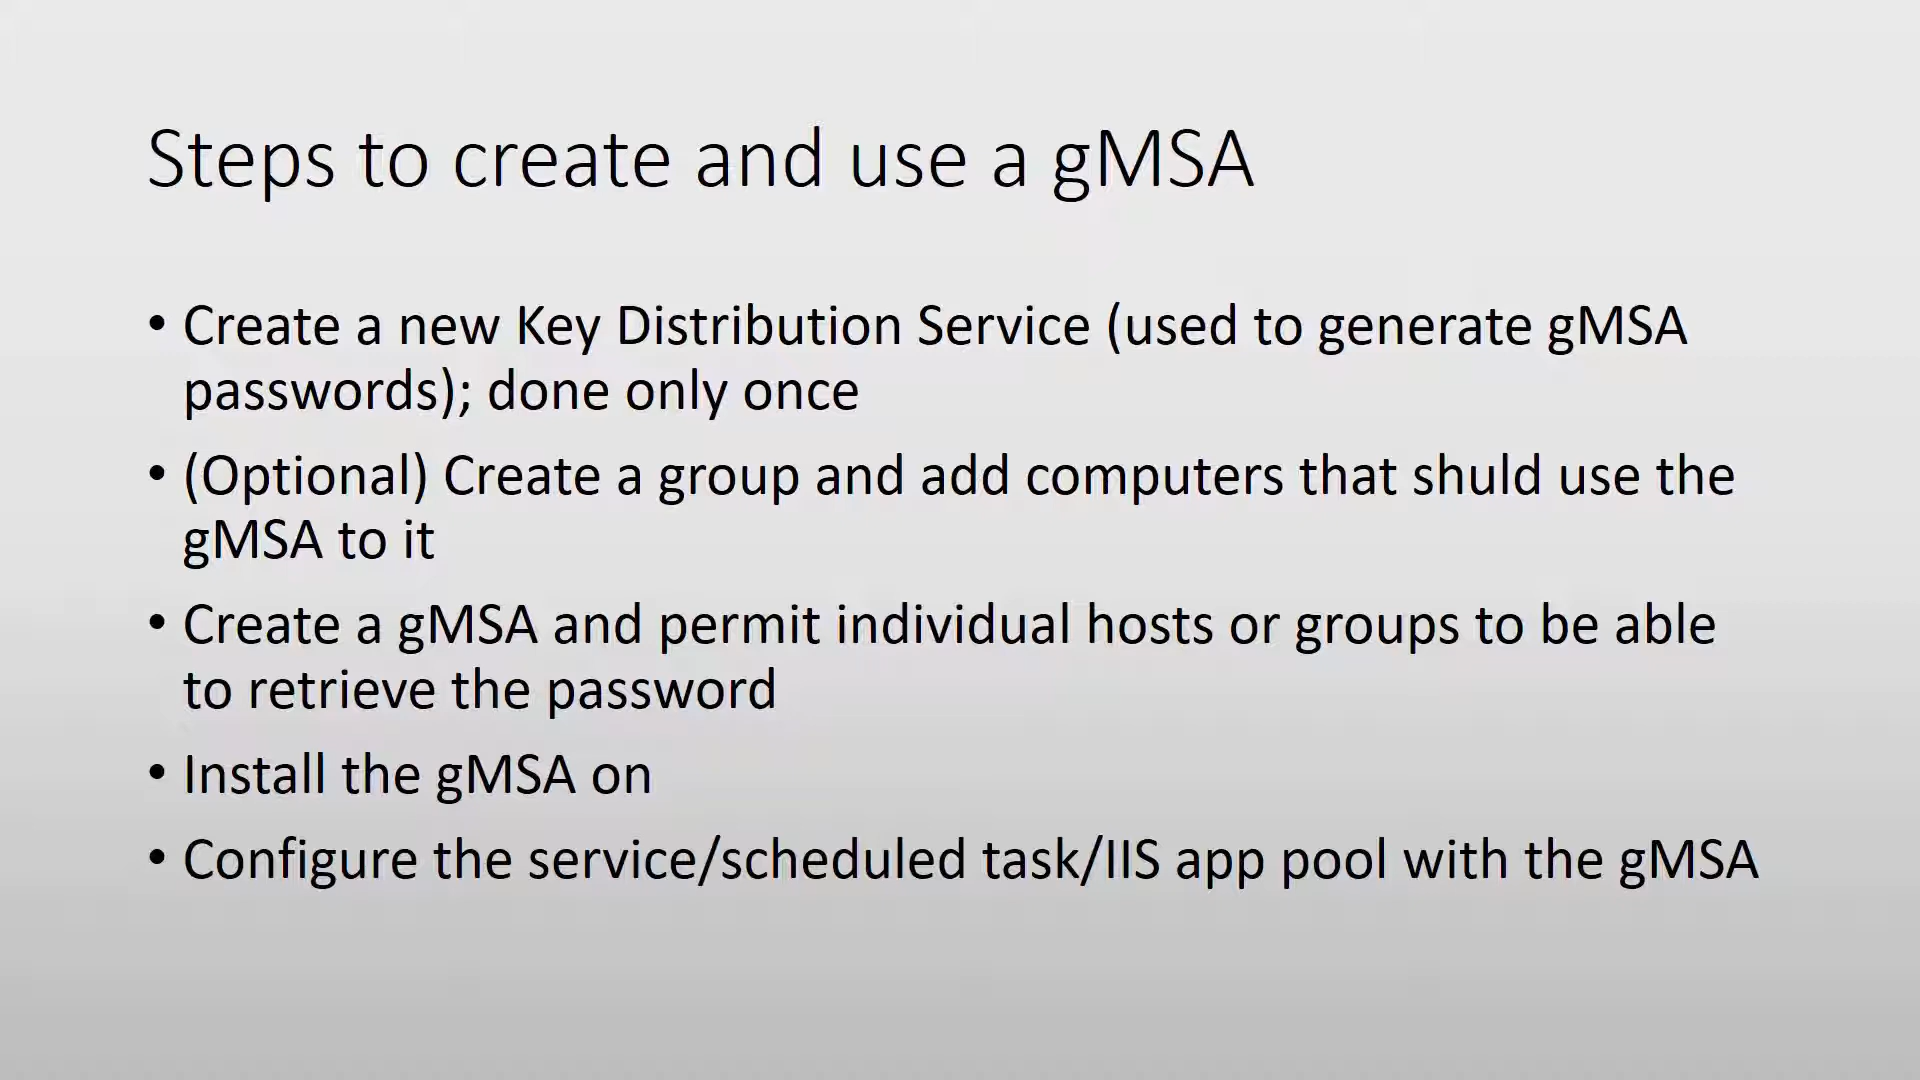 Steps to create and use a gMSA
• Create a new Key Distribution Service (used to generate gMSA
passwords); done only once
• (Optional) Create a group and add computers that shuld use the
gMSA to it
• Create a gMSA and permit individual hosts or groups to be able
to retrieve the password
• Install the gMSA on
• Configure the service/scheduled task/IIS app pool with the gMSA